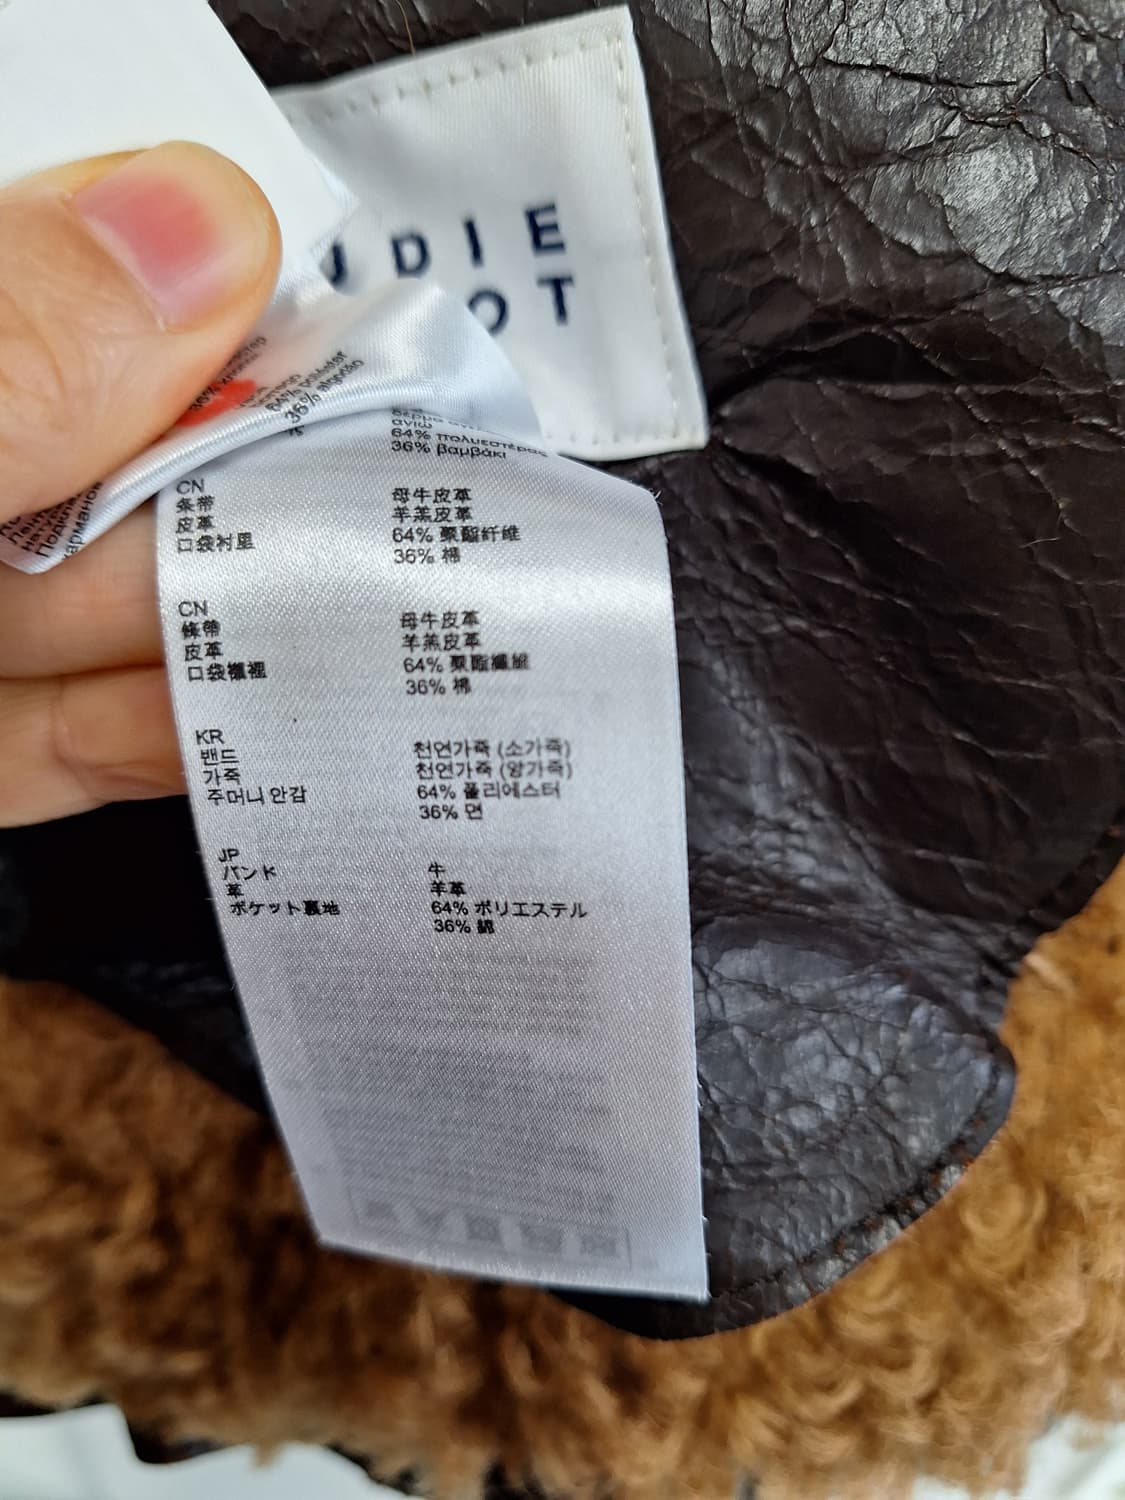 UDIE
OT
64% poliester
36% algodão
64% πολυεστέρας
36% βαμβάκι
CN
条带 母牛皮革
皮革 羊羔皮革
口袋衬里 64% 聚酯纤维
36% 棉
CN
條帶 母牛皮革
皮革 羊羔皮革
口袋襯裡 64% 聚酯纖維
36% 棉
KR
밴드 천연가죽 (소가죽)
가죽 천연가죽 (양가죽)
주머니 안감 64% 폴리에스터
36% 면
JP
バンド 牛
革 羊革
ポケット裏地 64% ポリエステル
36% 綿